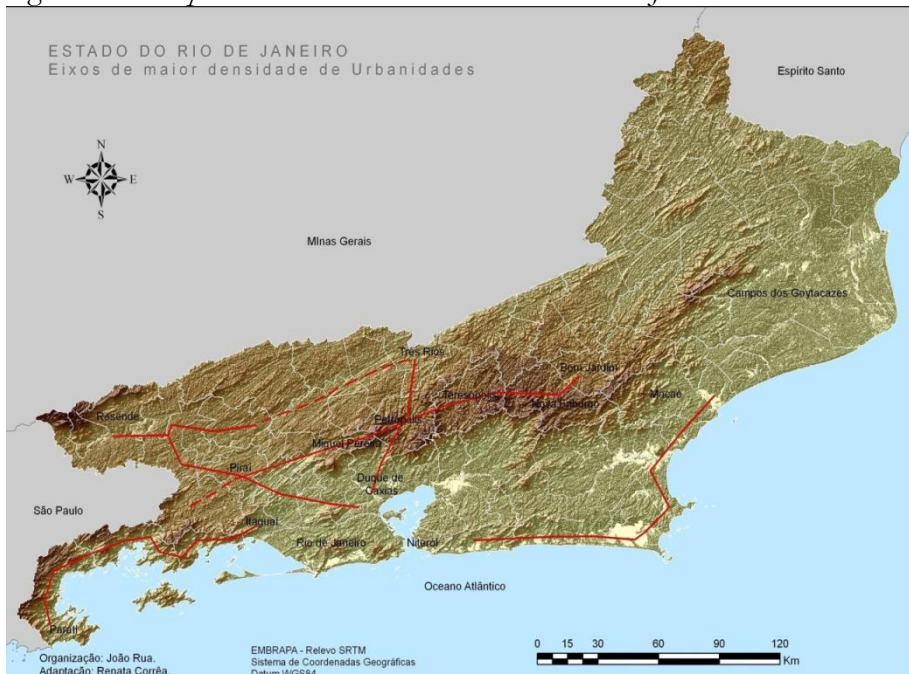 ESTADO DO RIO DE JANEIRO
Eixos de maior densidade de Urbanidades
Espírito Santo
N
W E
S
MInas Gerais
Campos dos Goytacazes
Três Rios
Bom Jardim
Teresópolis
Macaé
Resende
Petrópolis
Miguel Pereira
Piraí
Duque de
Caxias
São Paulo
Itaguaí
Rio de Janeiro
Niterói
Oceano Atlântico
Parati
Organização: João Rua.
Adaptação: Renata Corrêa.
EMBRAPA - Relevo SRTM
Sistema de Coordenadas Geográficas
Datum WGS84
0 15 30 60 90 120
Km